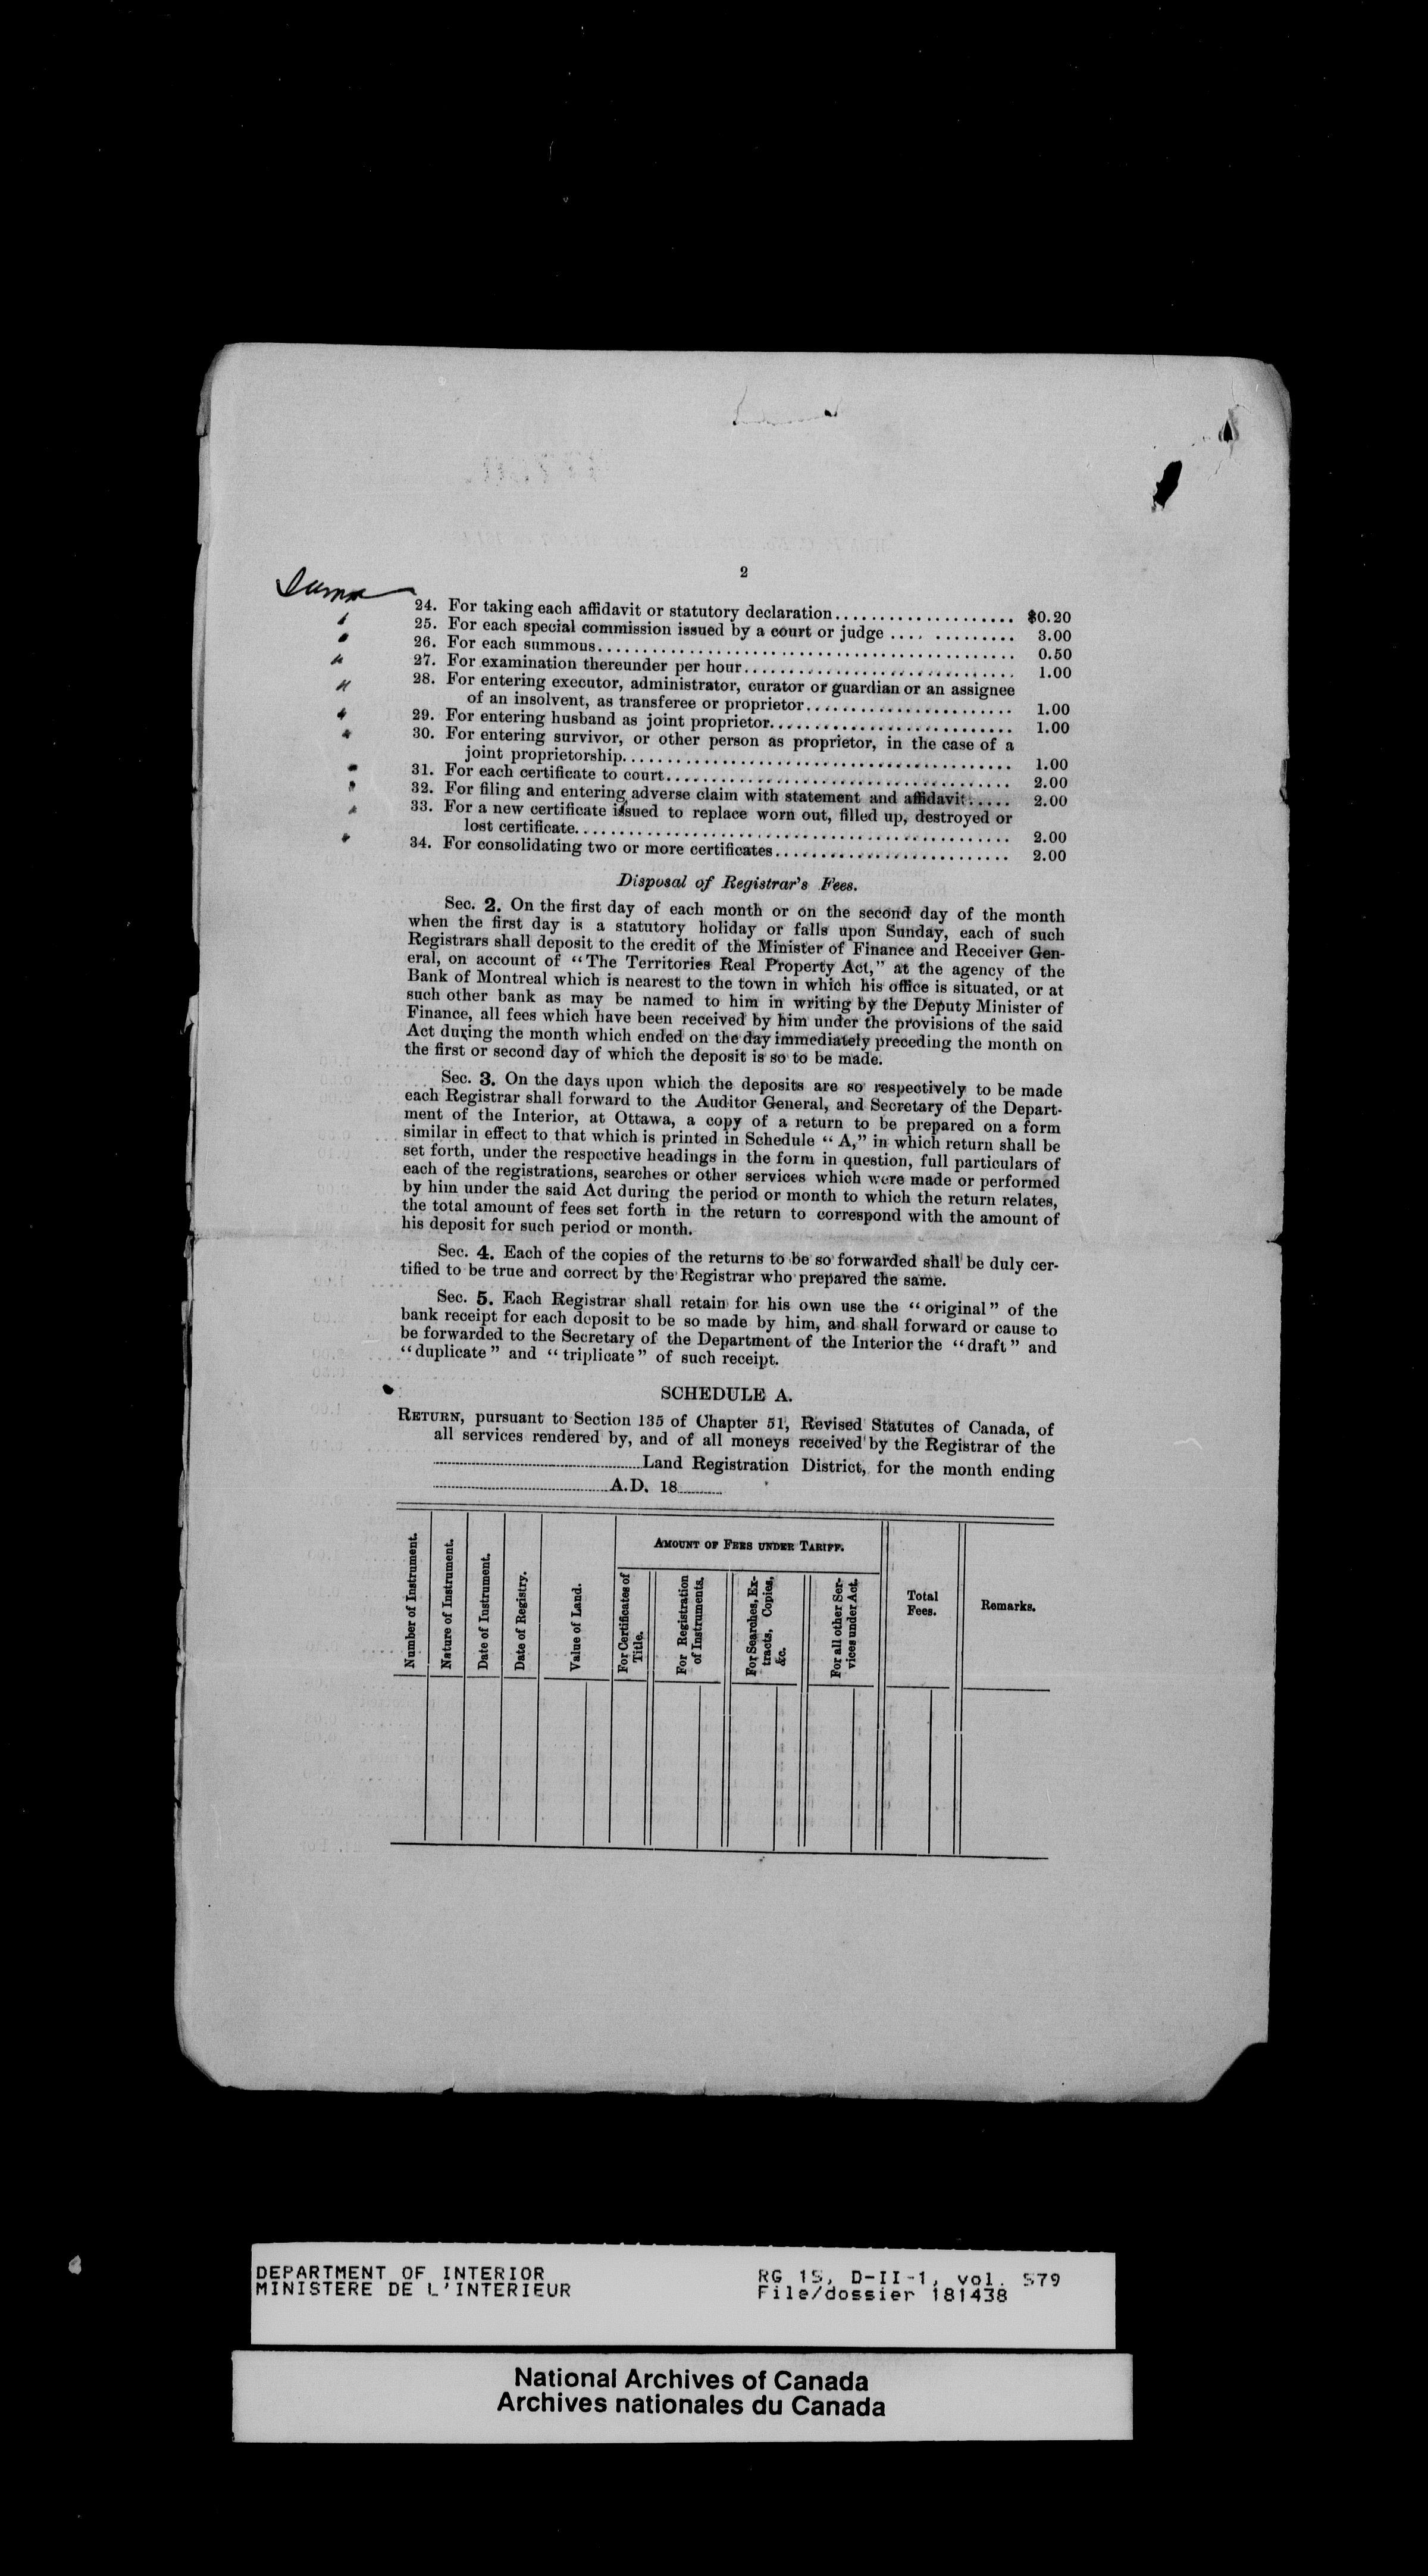 2
Same
24. For taking each affidavit or statutory declaration.................... $0.20
25. For each special commission issued by a court or judge .... ......... 3.00
26. For each summons............................................... 0.50
27. For examination thereunder per hour.............................. 1.00
28. For entering executor, administrator, curator or guardian or an assignee
of an insolvent, as transferee or proprietor....................... 1.00
29. For entering husband as joint proprietor.............................. 1.00
30. For entering survivor, or other person as proprietor, in the case of a
joint proprietorship........................................... 1.00
31. For each certificate to court...................................... 2.00
32. For filing and entering adverse claim with statement and affidavit..... 2.00
33. For a new certificate issued to replace worn out, filled up, destroyed or
lost certificate................................................ 2.00
34. For consolidating two or more certificates.......................... 2.00
Disposal of Registrar's Fees.
Sec. 2. On the first day of each month or on the second day of the month
when the first day is a statutory holiday or falls upon Sunday, each of such
Registrars shall deposit to the credit of the Minister of Finance and Receiver Gen-
eral, on account of "The Territories Real Property Act," at the agency of the
Bank of Montreal which is nearest to the town in which his office is situated, or at
such other bank as may be named to him in writing by the Deputy Minister of
Finance, all fees which have been received by him under the provisions of the said
Act during the month which ended on the day immediately preceding the month on
the first or second day of which the deposit is so to be made.
Sec. 3. On the days upon which the deposits are so respectively to be made
each Registrar shall forward to the Auditor General, and Secretary of the Depart-
ment of the Interior, at Ottawa, a copy of a return to be prepared on a form
similar in effect to that which is printed in Schedule "A," in which return shall be
set forth, under the respective headings in the form in question, full particulars of
each of the registrations, searches or other services which were made or performed
by him under the said Act during the period or month to which the return relates,
the total amount of fees set forth in the return to correspond with the amount of
his deposit for such period or month.
Sec. 4. Each of the copies of the returns to be so forwarded shall be duly cer-
tified to be true and correct by the Registrar who prepared the same.
Sec. 5. Each Registrar shall retain for his own use the "original" of the
bank receipt for each deposit to be so made by him, and shall forward or cause to
be forwarded to the Secretary of the Department of the Interior the "draft" and
"duplicate" and "triplicate" of such receipt.
SCHEDULE A.
RETURN, pursuant to Section 135 of Chapter 51, Revised Statutes of Canada, of
all services rendered by, and of all moneys received by the Registrar of the
....................Land Registration District, for the month ending
....................A.D. 18........
Number of Instrument.
Nature of Instrument.
Date of Instrument.
Date of Registry.
Value of Land.
AMOUNT OF FEES UNDER TARIFF.
For Certificates of
Title.
For Registration
of Instruments.
For Searches, Ex-
tracts, Copies,
&c.
For all other Ser-
vices under Act.
Total
Fees.
Remarks.
DEPARTMENT OF INTERIOR
MINISTERE DE L'INTERIEUR
RG 15, D-II-1, vol. 579
File/dossier 181438
National Archives of Canada
Archives nationales du Canada